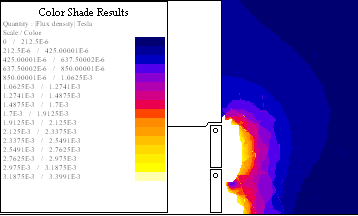 Color Shade Results
Quantity : |Flux density| Tesla
Scale / Color
0 / 212.5E-6
212.5E-6 / 425.00001E-6
425.00001E-6 / 637.50002E-6
637.50002E-6 / 850.00001E-6
850.00001E-6 / 1.0625E-3
1.0625E-3 / 1.2741E-3
1.2741E-3 / 1.4875E-3
1.4875E-3 / 1.7E-3
1.7E-3 / 1.9125E-3
1.9125E-3 / 2.125E-3
2.125E-3 / 2.3375E-3
2.3375E-3 / 2.5491E-3
2.5491E-3 / 2.7625E-3
2.7625E-3 / 2.975E-3
2.975E-3 / 3.1875E-3
3.1875E-3 / 3.3991E-3